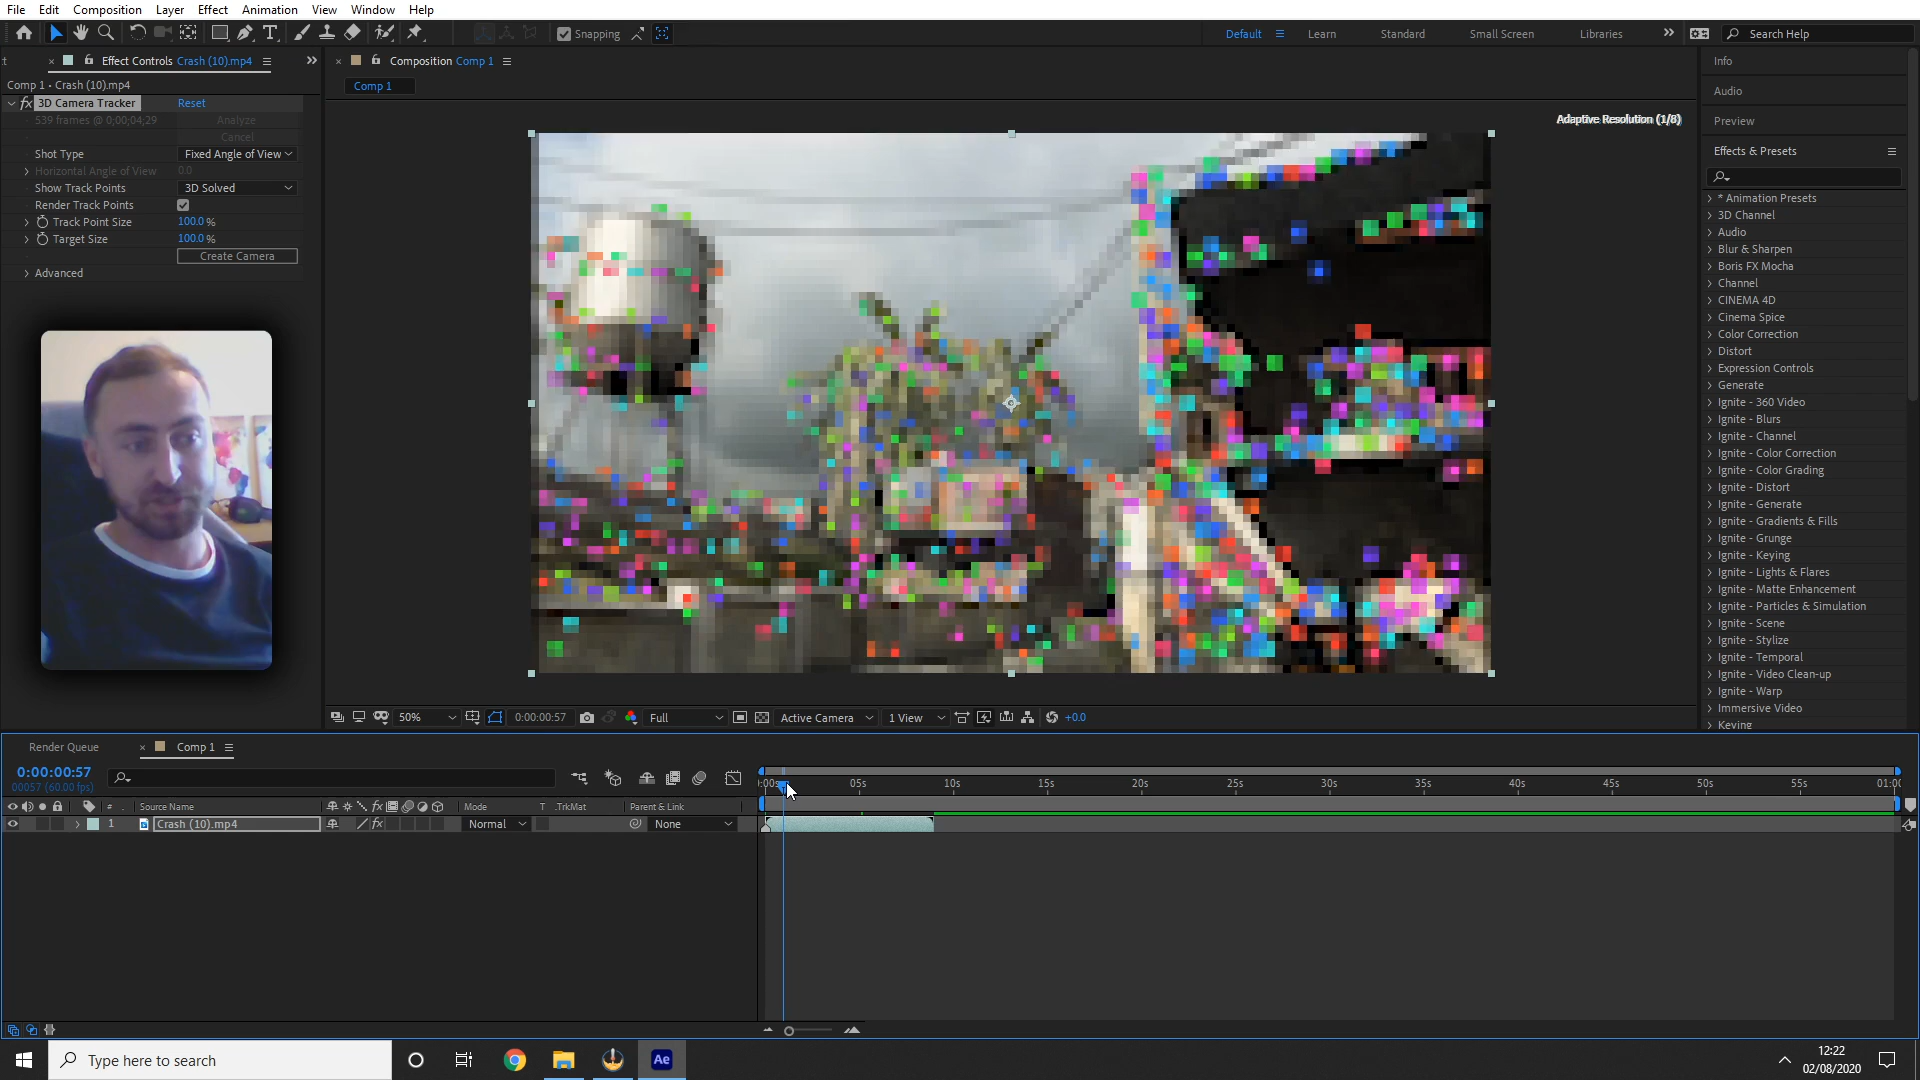 File Edit Composition Layer Effect Animation View Window Help
Snapping
Default Learn Standard Small Screen Libraries Search Help
Effect Controls Crash (10).mp4
Composition Comp 1
Info
Comp 1 • Crash (10).mp4
Comp 1
Audio
fx 3D Camera Tracker Reset
539 frames @ 0;00;04;29 Analyze
Cancel
Adaptive Resolution (1/8)
Preview
Shot Type Fixed Angle of View
Effects & Presets
Horizontal Angle of View 0.0
Show Track Points 3D Solved
Render Track Points
Track Point Size 100.0 %
Target Size 100.0 %
Create Camera
Advanced
* Animation Presets
3D Channel
Audio
Blur & Sharpen
Boris FX Mocha
Channel
CINEMA 4D
Cinema Spice
Color Correction
Distort
Expression Controls
Generate
Ignite - 360 Video
Ignite - Blurs
Ignite - Channel
Ignite - Color Correction
Ignite - Color Grading
Ignite - Distort
Ignite - Generate
Ignite - Gradients & Fills
Ignite - Grunge
Ignite - Keying
Ignite - Lights & Flares
Ignite - Matte Enhancement
Ignite - Particles & Simulation
Ignite - Scene
Ignite - Stylize
Ignite - Temporal
Ignite - Video Clean-up
Ignite - Warp
Immersive Video
Keying
50% 0:00:00:57 Full Active Camera 1 View +0.0
Render Queue Comp 1
0:00:00:57
00057 (60.00 fps)
05s 10s 15s 20s 25s 30s 35s 40s 45s 50s 55s
# Source Name fx Mode T .TrkMat Parent & Link
1 Crash (10).mp4 fx Normal None
Type here to search
Ae
12:22
02/08/2020